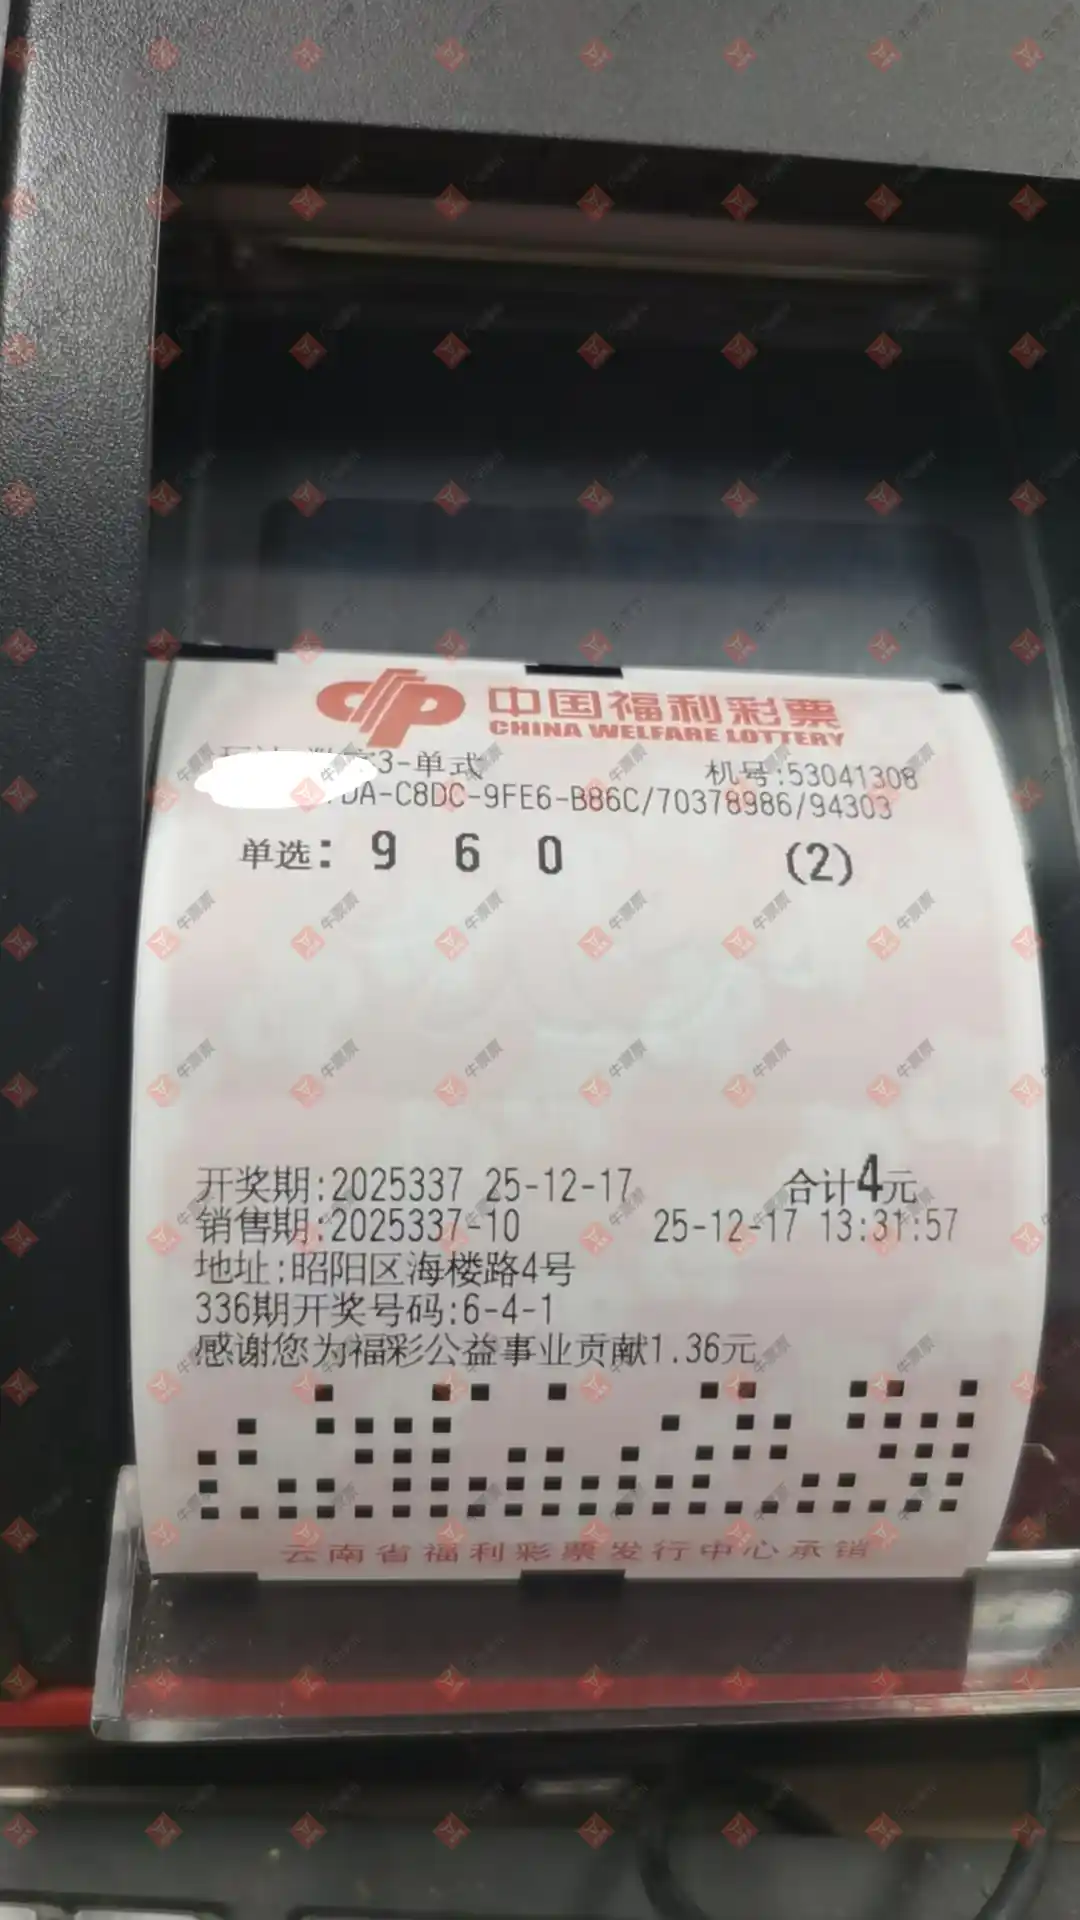 中国福利彩票
CHINA WELFARE LOTTERY
3-单式
机号:53041308
DA-C8DC-9FE6-B86C/70378986/94303
单选: 9 6 0 (2)
开奖期:2025337 25-12-17 合计4元
销售期:2025337-10 25-12-17 13:31:57
地址:昭阳区海楼路4号
336期开奖号码:6-4-1
感谢您为福彩公益事业贡献1.36元
云南省福利彩票发行中心承销
牛票票